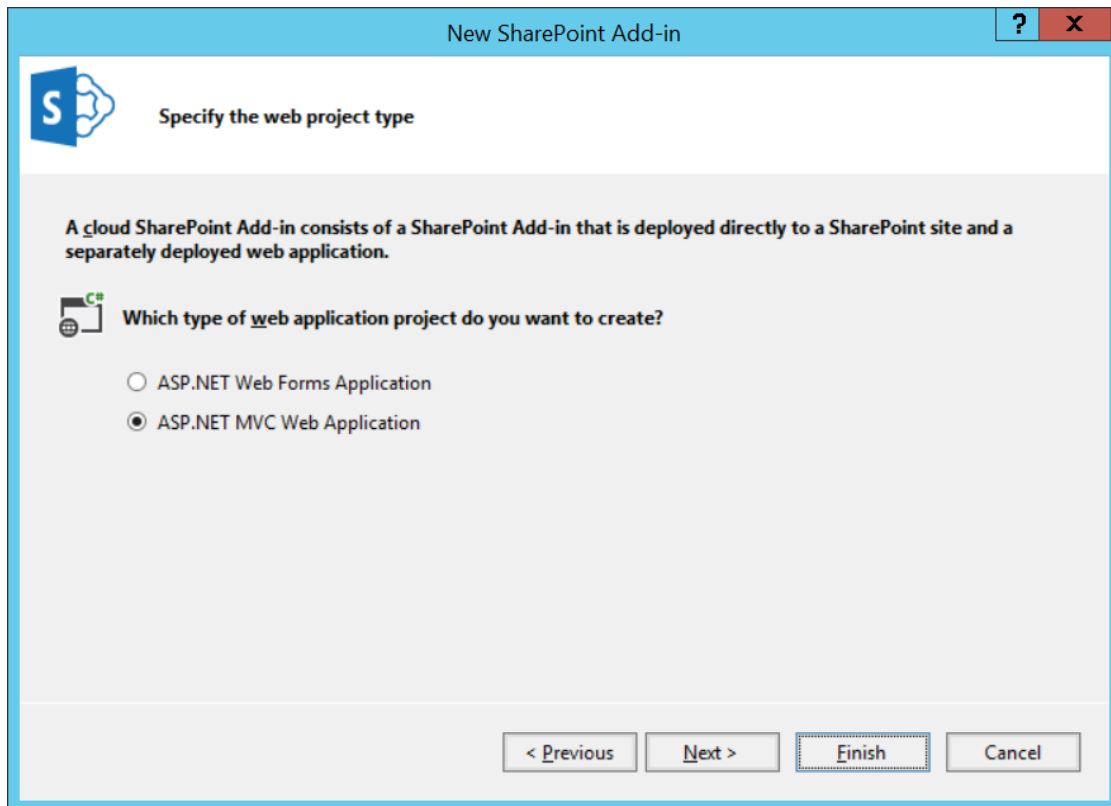 New SharePoint Add-in
? X
S
Specify the web project type
A cloud SharePoint Add-in consists of a SharePoint Add-in that is deployed directly to a SharePoint site and a
separately deployed web application.
C#
Which type of web application project do you want to create?
ASP.NET Web Forms Application
ASP.NET MVC Web Application
< Previous
Next >
Finish
Cancel